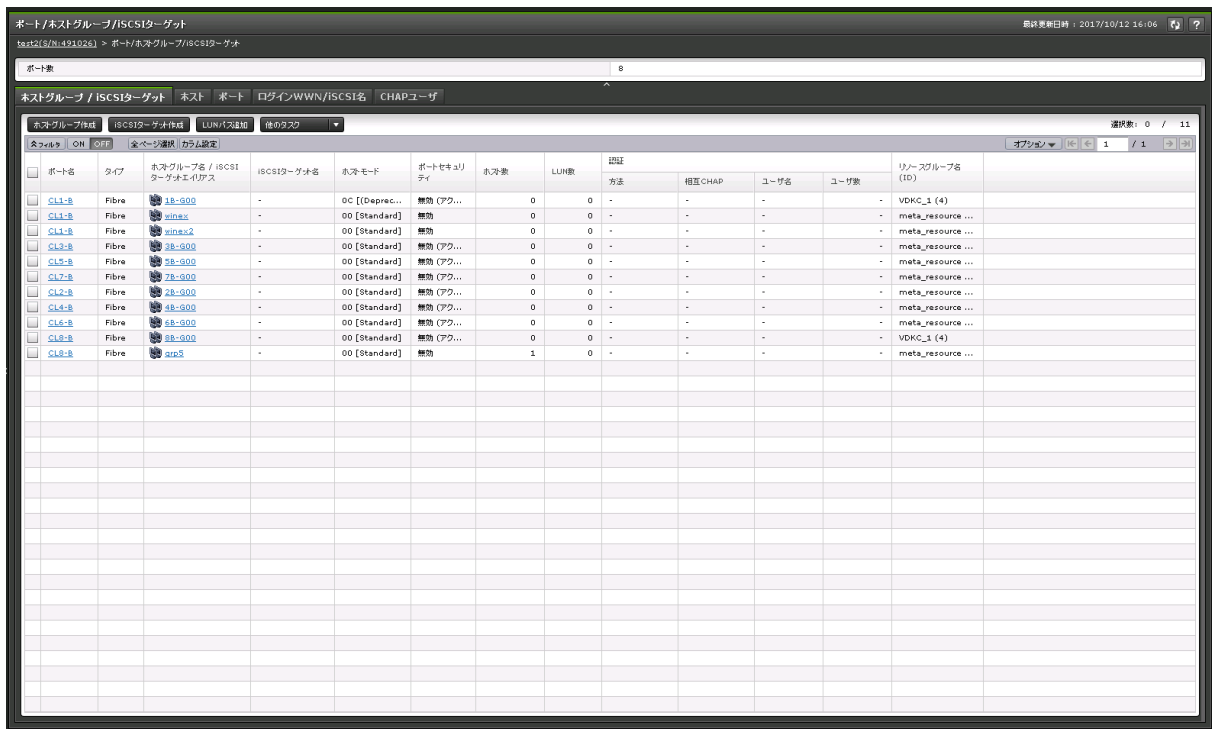 ポート/ホストグループ/iSCSIターゲット
最終更新日時 : 2017/10/12 16:06 ?
test2(S/N:491026) > ポート/ホストグループ/iSCSIターゲット
ポート数 8
ホストグループ / iSCSIターゲット ホスト ポート ログインWWN/iSCSI名 CHAPユーザ
ホストグループ作成 iSCSIターゲット作成 LUNパス追加 他のタスク 選択数: 0 / 11
フィルタ ON OFF 全ページ選択 カラム設定 オプション 1 / 1
ポート名 タイプ ホストグループ名 / iSCSI ターゲットエイリアス iSCSIターゲット名 ホストモード ポートセキュリティ ホスト数 LUN数 認証 リソースグループ名 (ID)
方法 相互CHAP ユーザ名 ユーザ数
CL1-B Fibre 1B-G00 - 0C [(Deprec... 無効 (アク... 0 0 - - - - VDKC_1 (4)
CL1-B Fibre winex - 00 [Standard] 無効 0 0 - - - - meta_resource ...
CL1-B Fibre winex2 - 00 [Standard] 無効 0 0 - - - - meta_resource ...
CL3-B Fibre 3B-G00 - 00 [Standard] 無効 (アク... 0 0 - - - - meta_resource ...
CL5-B Fibre 5B-G00 - 00 [Standard] 無効 (アク... 0 0 - - - - meta_resource ...
CL7-B Fibre 7B-G00 - 00 [Standard] 無効 (アク... 0 0 - - - - meta_resource ...
CL2-B Fibre 2B-G00 - 00 [Standard] 無効 (アク... 0 0 - - - - meta_resource ...
CL4-B Fibre 4B-G00 - 00 [Standard] 無効 (アク... 0 0 - - - - meta_resource ...
CL6-B Fibre 6B-G00 - 00 [Standard] 無効 (アク... 0 0 - - - - meta_resource ...
CL8-B Fibre 8B-G00 - 00 [Standard] 無効 (アク... 0 0 - - - - VDKC_1 (4)
CL8-B Fibre grp5 - 00 [Standard] 無効 1 0 - - - - meta_resource ...